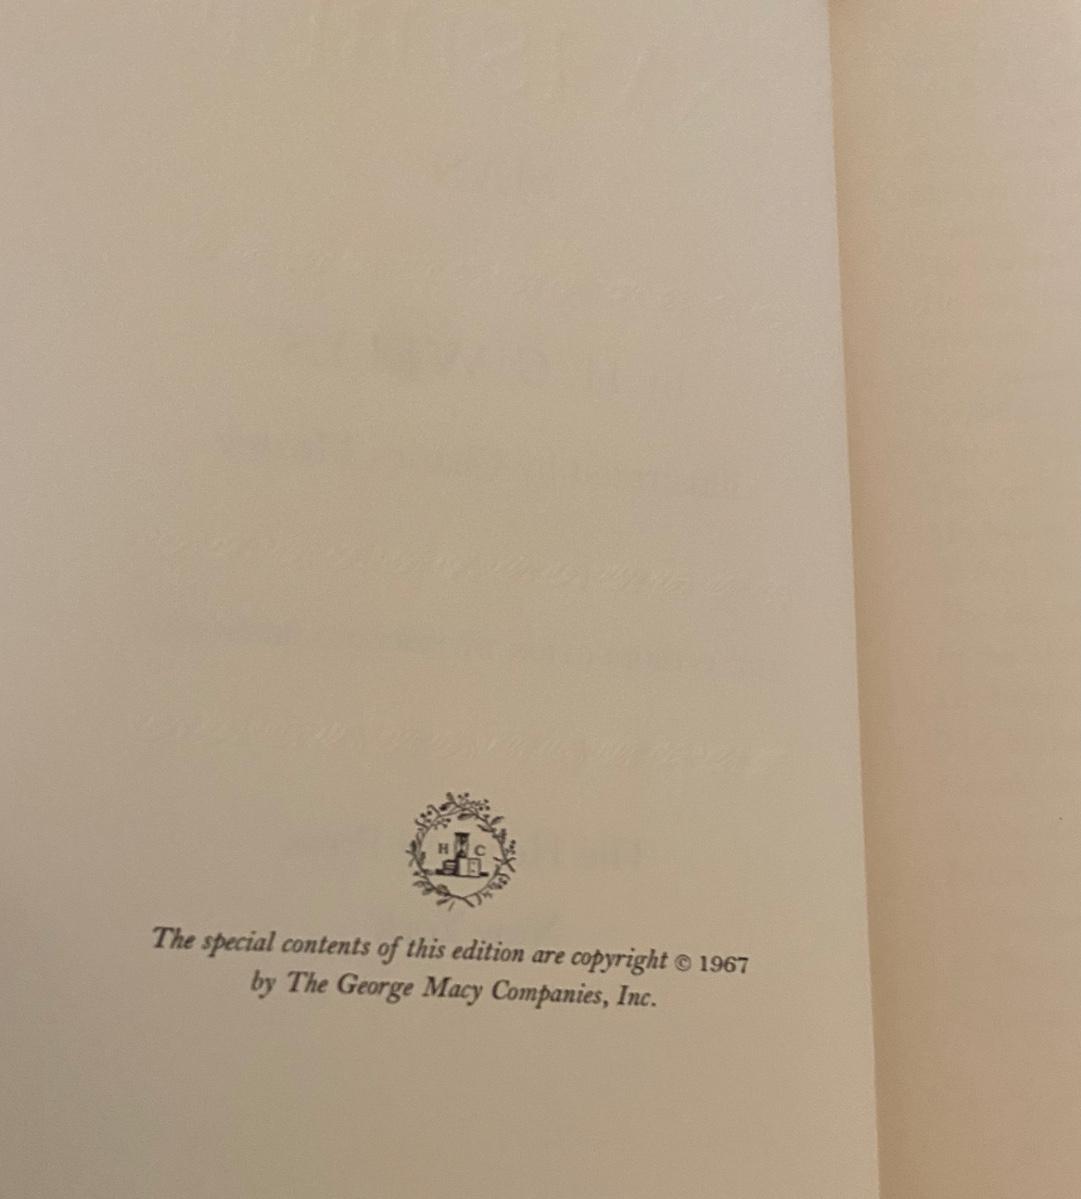 H C
The special contents of this edition are copyright © 1967
by The George Macy Companies, Inc.